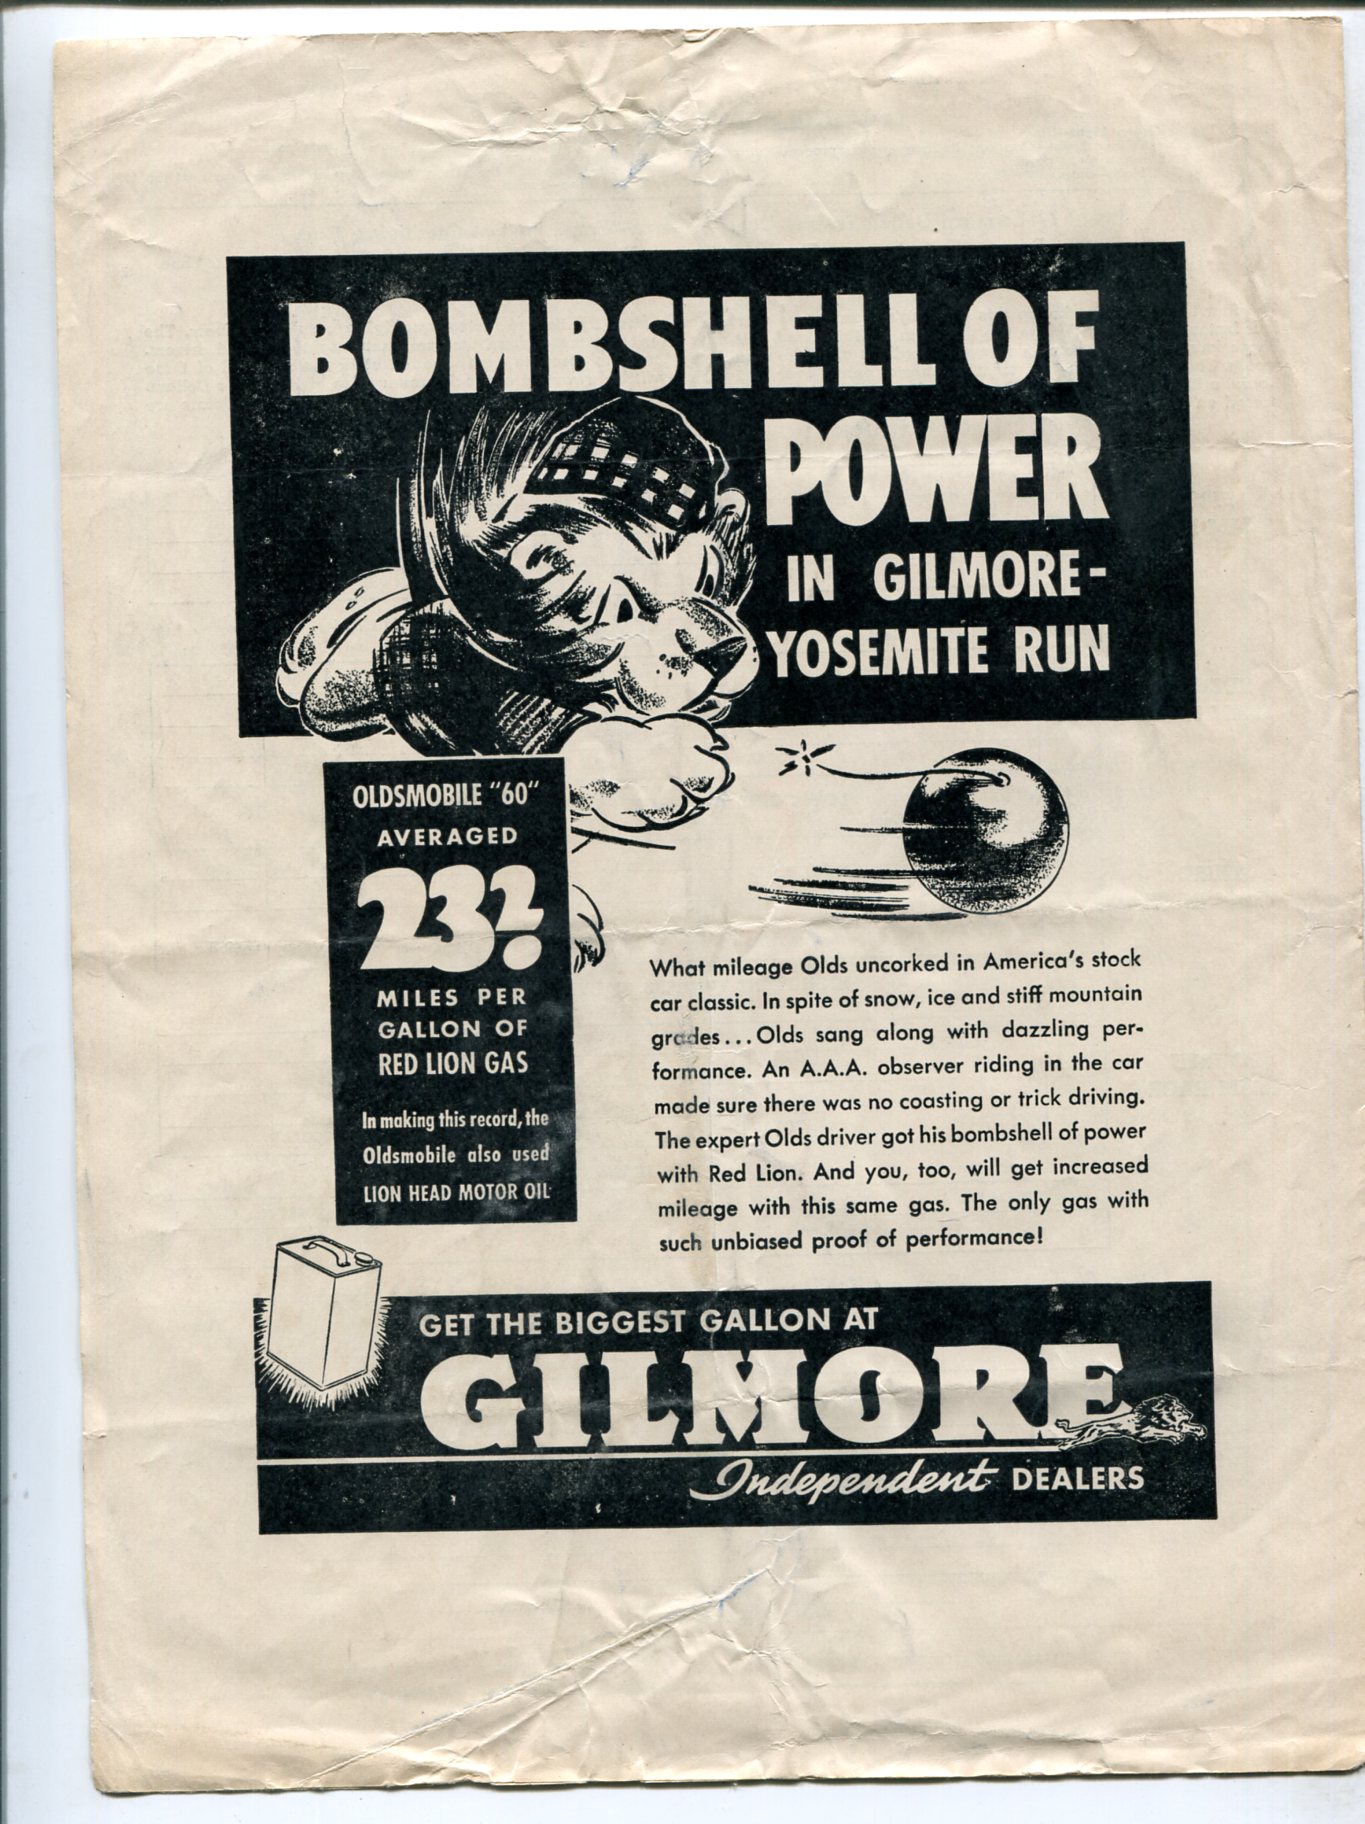 BOMBSHELL OF
POWER
IN GILMORE-
YOSEMITE RUN
OLDSMOBILE "60"
AVERAGED
23?
MILES PER
GALLON OF
RED LION GAS
In making this record, the
Oldsmobile also used
LION HEAD MOTOR OIL
What mileage Olds uncorked in America's stock
car classic. In spite of snow, ice and stiff mountain
grades...Olds sang along with dazzling per-
formance. An A.A.A. observer riding in the car
made sure there was no coasting or trick driving.
The expert Olds driver got his bombshell of power
with Red Lion. And you, too, will get increased
mileage with this same gas. The only gas with
such unbiased proof of performance!
GET THE BIGGEST GALLON AT
GILMORE
Independent DEALERS